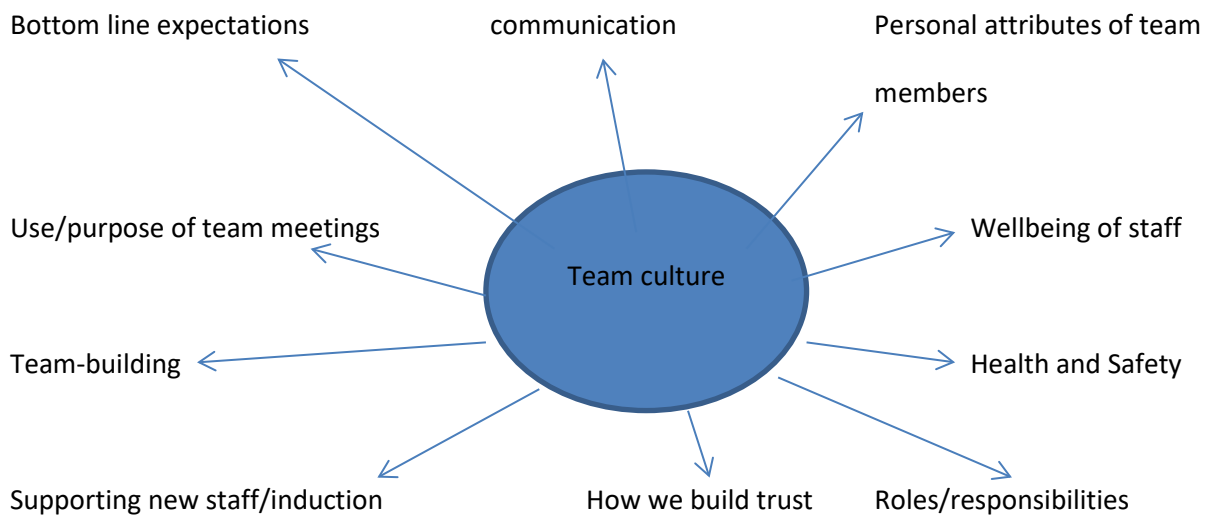 Bottom line expectations
communication
Personal attributes of team
members
Use/purpose of team meetings
Wellbeing of staff
Team culture
Team-building
Health and Safety
Supporting new staff/induction
How we build trust
Roles/responsibilities